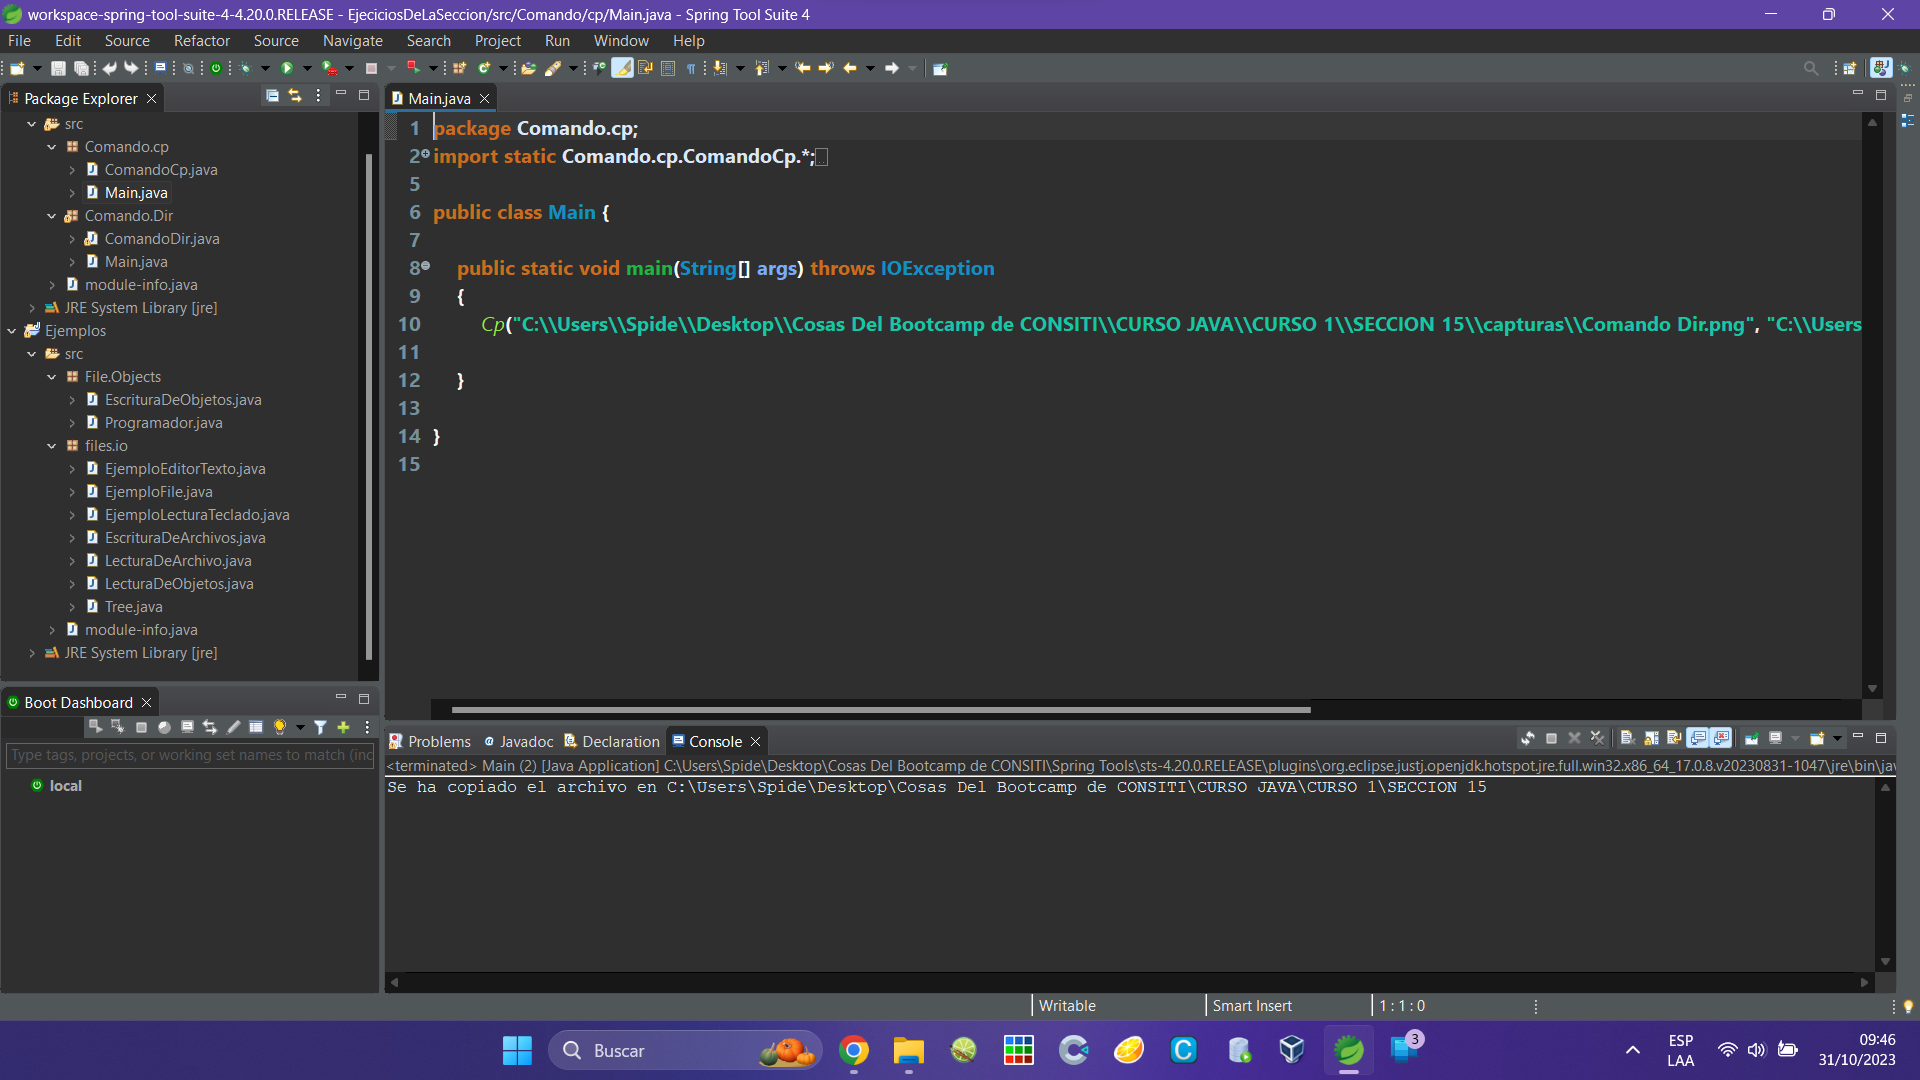 workspace-spring-tool-suite-4-4.20.0.RELEASE - EjeciciosDeLaSeccion/src/Comando/cp/Main.java - Spring Tool Suite 4
File Edit Source Refactor Source Navigate Search Project Run Window Help
Package Explorer
src
Comando.cp
ComandoCp.java
Main.java
Comando.Dir
ComandoDir.java
Main.java
module-info.java
JRE System Library [jre]
Ejemplos
src
File.Objects
EscrituraDeObjetos.java
Programador.java
files.io
EjemploEditorTexto.java
EjemploFile.java
EjemploLecturaTeclado.java
EscrituraDeArchivos.java
LecturaDeArchivo.java
LecturaDeObjetos.java
Tree.java
module-info.java
JRE System Library [jre]
Main.java
1 package Comando.cp;
2 import static Comando.cp.ComandoCp.*;
5
6 public class Main {
7
8 public static void main(String[] args) throws IOException
9 {
10 Cp("C:\\Users\\Spide\\Desktop\\Cosas Del Bootcamp de CONSITI\\CURSO JAVA\\CURSO 1\\SECCION 15\\capturas\\Comando Dir.png", "C:\\Users
11
12 }
13
14 }
15
Boot Dashboard
Type tags, projects, or working set names to match (inc
local
Problems Javadoc Declaration Console
<terminated> Main (2) [Java Application] C:\Users\Spide\Desktop\Cosas Del Bootcamp de CONSITI\Spring Tools\sts-4.20.0.RELEASE\plugins\org.eclipse.justj.openjdk.hotspot.jre.full.win32.x86_64_17.0.8.v20230831-1047\jre\bin\jav
Se ha copiado el archivo en C:\Users\Spide\Desktop\Cosas Del Bootcamp de CONSITI\CURSO JAVA\CURSO 1\SECCION 15
Writable Smart Insert 1 : 1 : 0
Buscar
3
ESP
LAA
09:46
31/10/2023